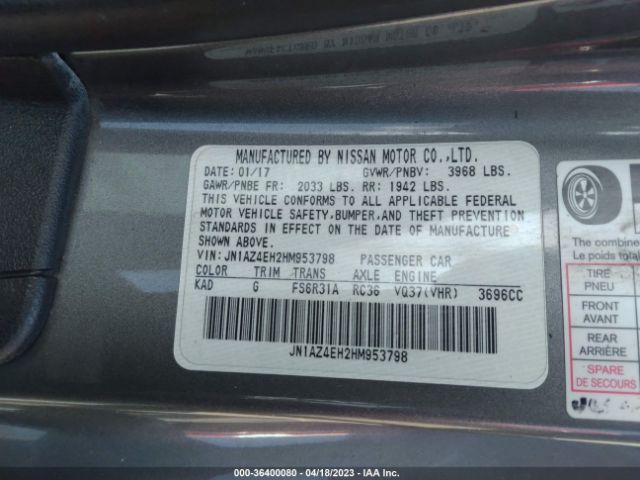 MANUFACTURED BY NISSAN MOTOR CO.,LTD.
DATE: 01/17 GVWR/PNBV: 3968 LBS.
GAWR/PNBE FR: 2033 LBS. RR: 1942 LBS.
THIS VEHICLE CONFORMS TO ALL APPLICABLE FEDERAL
MOTOR VEHICLE SAFETY,BUMPER,AND THEFT PREVENTION
STANDARDS IN EFFECT ON THE DATE OF MANUFACTURE
SHOWN ABOVE.
VIN:JN1AZ4EH2HM953798 PASSENGER CAR
COLOR TRIM TRANS AXLE ENGINE
KAD G FS6R31A RC36 VQ37(VHR) 3696CC
JN1AZ4EH2HM953798
The combine
Le poids total
TIRE
PNEU
FRONT
AVANT
REAR
ARRIÈRE
SPARE
DE SECOURS
000-36400080 - 04/18/2023 - IAA Inc.